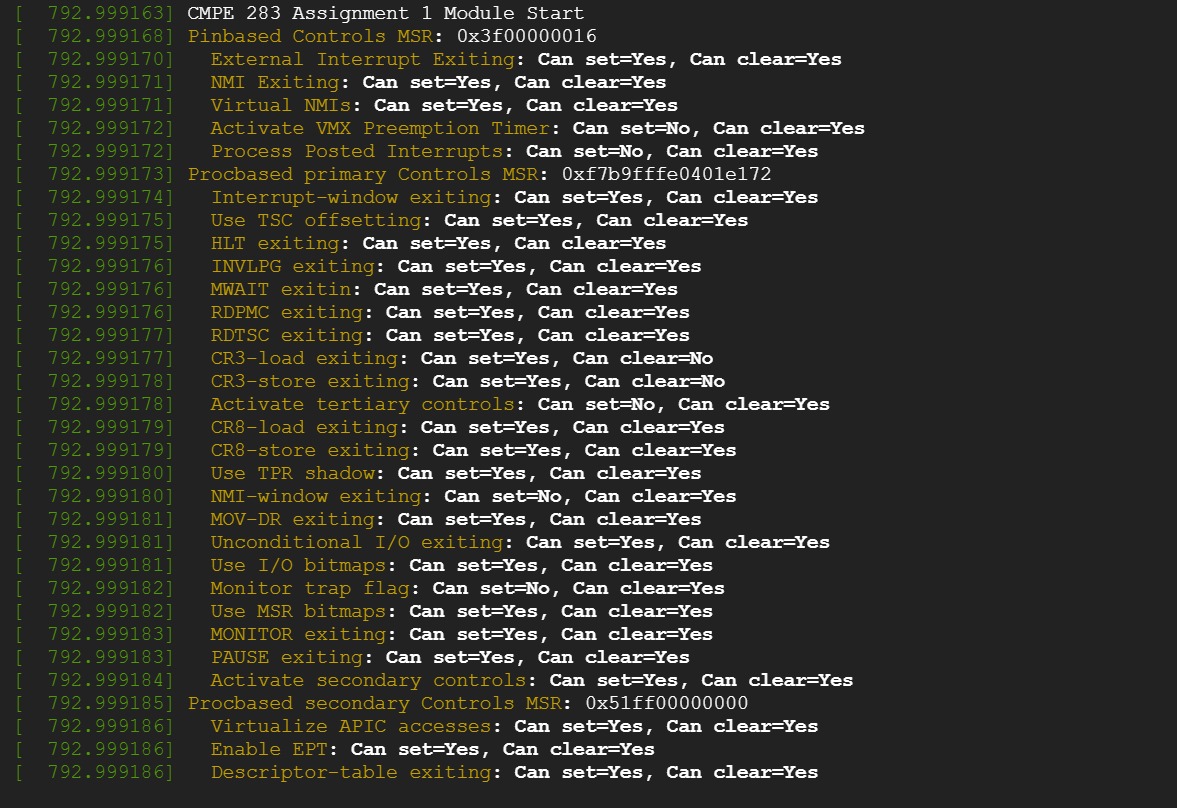 [  792.999163] CMPE 283 Assignment 1 Module Start
[  792.999168] Pinbased Controls MSR: 0x3f00000016
[  792.999170]   External Interrupt Exiting: Can set=Yes, Can clear=Yes
[  792.999171]   NMI Exiting: Can set=Yes, Can clear=Yes
[  792.999171]   Virtual NMIs: Can set=Yes, Can clear=Yes
[  792.999172]   Activate VMX Preemption Timer: Can set=No, Can clear=Yes
[  792.999172]   Process Posted Interrupts: Can set=No, Can clear=Yes
[  792.999173] Procbased primary Controls MSR: 0xf7b9fffe0401e172
[  792.999174]   Interrupt-window exiting: Can set=Yes, Can clear=Yes
[  792.999175]   Use TSC offsetting: Can set=Yes, Can clear=Yes
[  792.999175]   HLT exiting: Can set=Yes, Can clear=Yes
[  792.999176]   INVLPG exiting: Can set=Yes, Can clear=Yes
[  792.999176]   MWAIT exitin: Can set=Yes, Can clear=Yes
[  792.999176]   RDPMC exiting: Can set=Yes, Can clear=Yes
[  792.999177]   RDTSC exiting: Can set=Yes, Can clear=Yes
[  792.999177]   CR3-load exiting: Can set=Yes, Can clear=No
[  792.999178]   CR3-store exiting: Can set=Yes, Can clear=No
[  792.999178]   Activate tertiary controls: Can set=No, Can clear=Yes
[  792.999179]   CR8-load exiting: Can set=Yes, Can clear=Yes
[  792.999179]   CR8-store exiting: Can set=Yes, Can clear=Yes
[  792.999180]   Use TPR shadow: Can set=Yes, Can clear=Yes
[  792.999180]   NMI-window exiting: Can set=No, Can clear=Yes
[  792.999181]   MOV-DR exiting: Can set=Yes, Can clear=Yes
[  792.999181]   Unconditional I/O exiting: Can set=Yes, Can clear=Yes
[  792.999181]   Use I/O bitmaps: Can set=Yes, Can clear=Yes
[  792.999182]   Monitor trap flag: Can set=No, Can clear=Yes
[  792.999182]   Use MSR bitmaps: Can set=Yes, Can clear=Yes
[  792.999183]   MONITOR exiting: Can set=Yes, Can clear=Yes
[  792.999183]   PAUSE exiting: Can set=Yes, Can clear=Yes
[  792.999184]   Activate secondary controls: Can set=Yes, Can clear=Yes
[  792.999185] Procbased secondary Controls MSR: 0x51ff00000000
[  792.999186]   Virtualize APIC accesses: Can set=Yes, Can clear=Yes
[  792.999186]   Enable EPT: Can set=Yes, Can clear=Yes
[  792.999186]   Descriptor-table exiting: Can set=Yes, Can clear=Yes